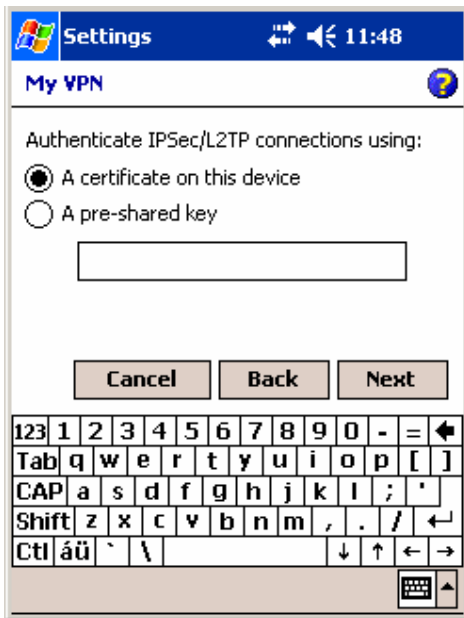 Settings 11:48
My VPN ?
Authenticate IPSec/L2TP connections using:
A certificate on this device
A pre-shared key
Cancel Back Next
123 1 2 3 4 5 6 7 8 9 0 - = ←
Tab q w e r t y u i o p [ ]
CAP a s d f g h j k l ; '
Shift z x c v b n m , . / ↵
Ctl áü ` \ ↓ ↑ ← →